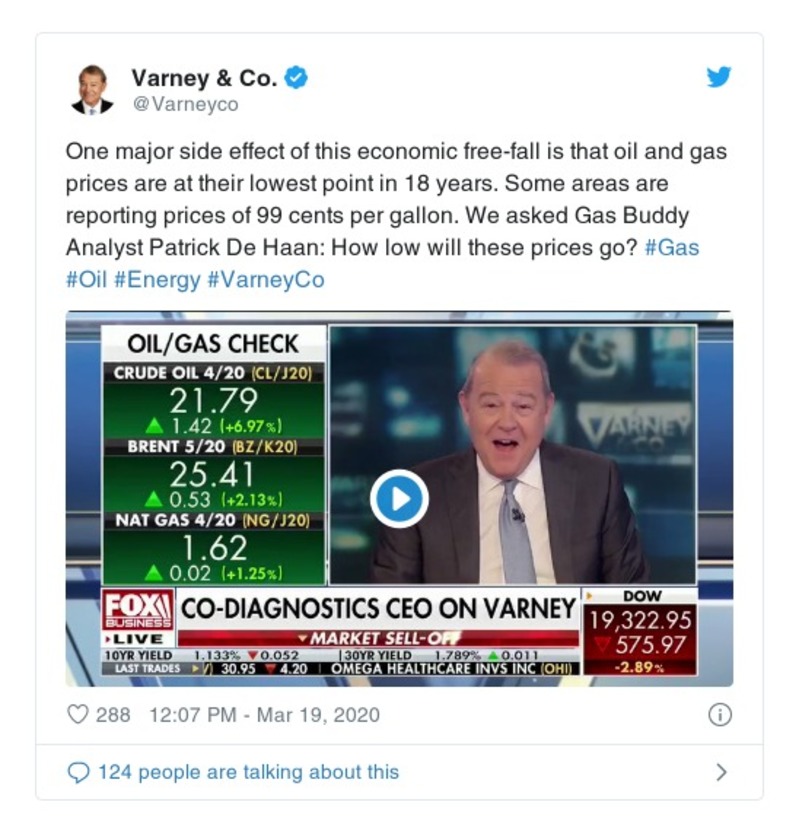 Varney & Co.
@Varneyco
One major side effect of this economic free-fall is that oil and gas
prices are at their lowest point in 18 years. Some areas are
reporting prices of 99 cents per gallon. We asked Gas Buddy
Analyst Patrick De Haan: How low will these prices go? #Gas
#Oil #Energy #VarneyCo
OIL/GAS CHECK
CRUDE OIL 4/20 (CL/J20)
21.79
1.42 (+6.97%)
BRENT 5/20 (BZ/K20)
25.41
0.53 (+2.13%)
NAT GAS 4/20 (NG/J20)
1.62
0.02 (+1.25%)
VARNEY
& CO
FOX
BUSINESS
LIVE
CO-DIAGNOSTICS CEO ON VARNEY
MARKET SELL-OFF
DOW
19,322.95
575.97
-2.89%
10YR YIELD 1.133% 0.052 30YR YIELD 1.789% 0.011
LAST TRADES 30.95 4.20 OMEGA HEALTHCARE INVS INC (OHI)
288 12:07 PM - Mar 19, 2020
124 people are talking about this